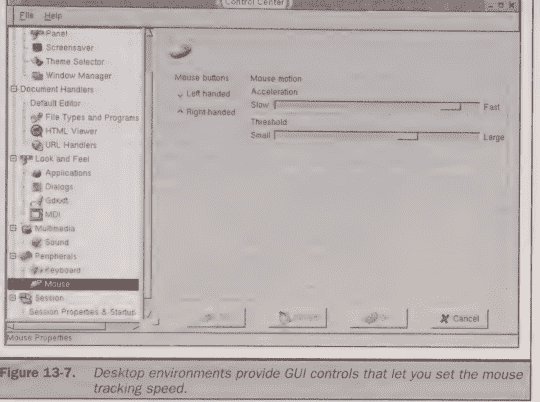 Control Center
File Help
Panel
Screensaver
Theme Selector
Window Manager
Document Handlers
Default Editor
File Types and Programs
HTML Viewer
URL Handlers
Look and Feel
Applications
Dialogs
MDI
Multimedia
Sound
Peripherals
Keyboard
Mouse
Session
Session Properties & Startup
Mouse buttons
Left handed
Right handed
Mouse motion
Acceleration
Slow Fast
Threshold
Small Large
Cancel
Mouse Properties
Figure 13-7. Desktop environments provide GUI controls that let you set the mouse
tracking speed.